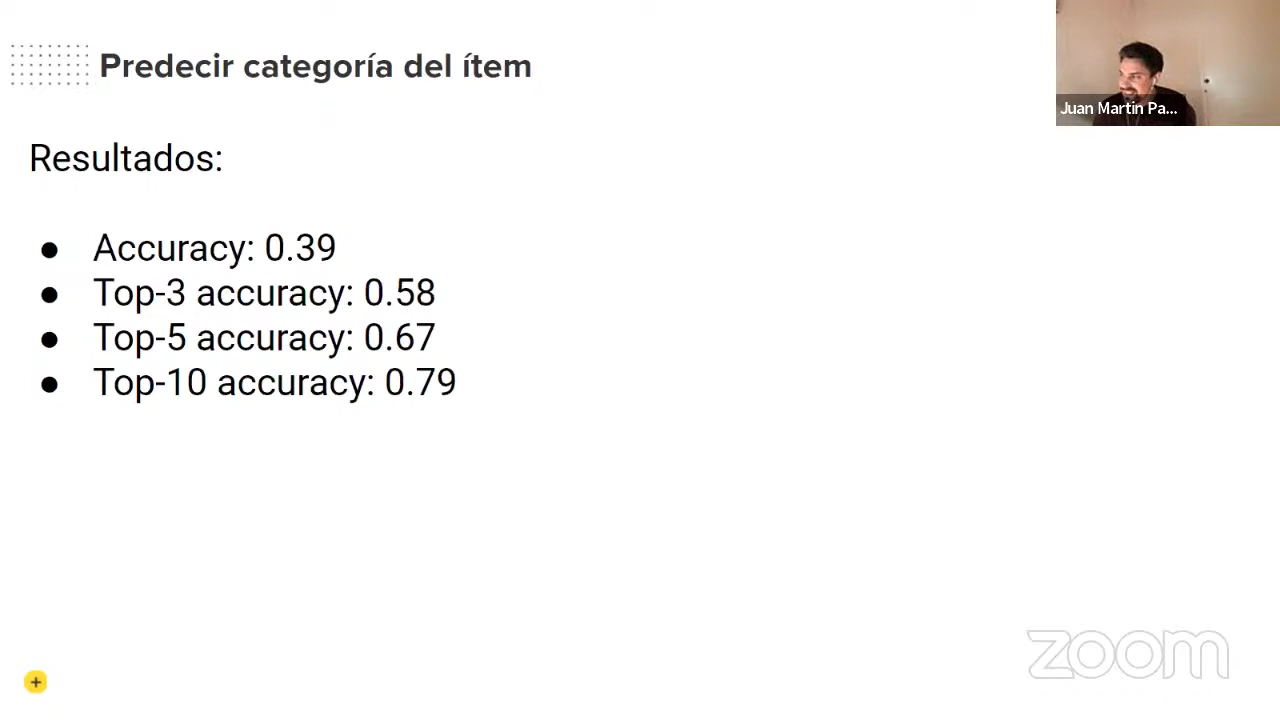 Predecir categoría del ítem
Juan Martin Pa...
Resultados:
● Accuracy: 0.39
● Top-3 accuracy: 0.58
● Top-5 accuracy: 0.67
● Top-10 accuracy: 0.79
+
zoom